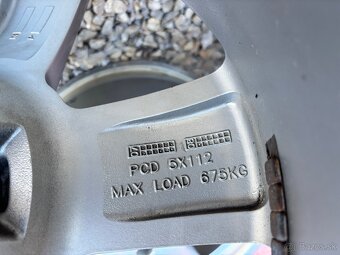 PCD 5X112
MAX LOAD 675KG